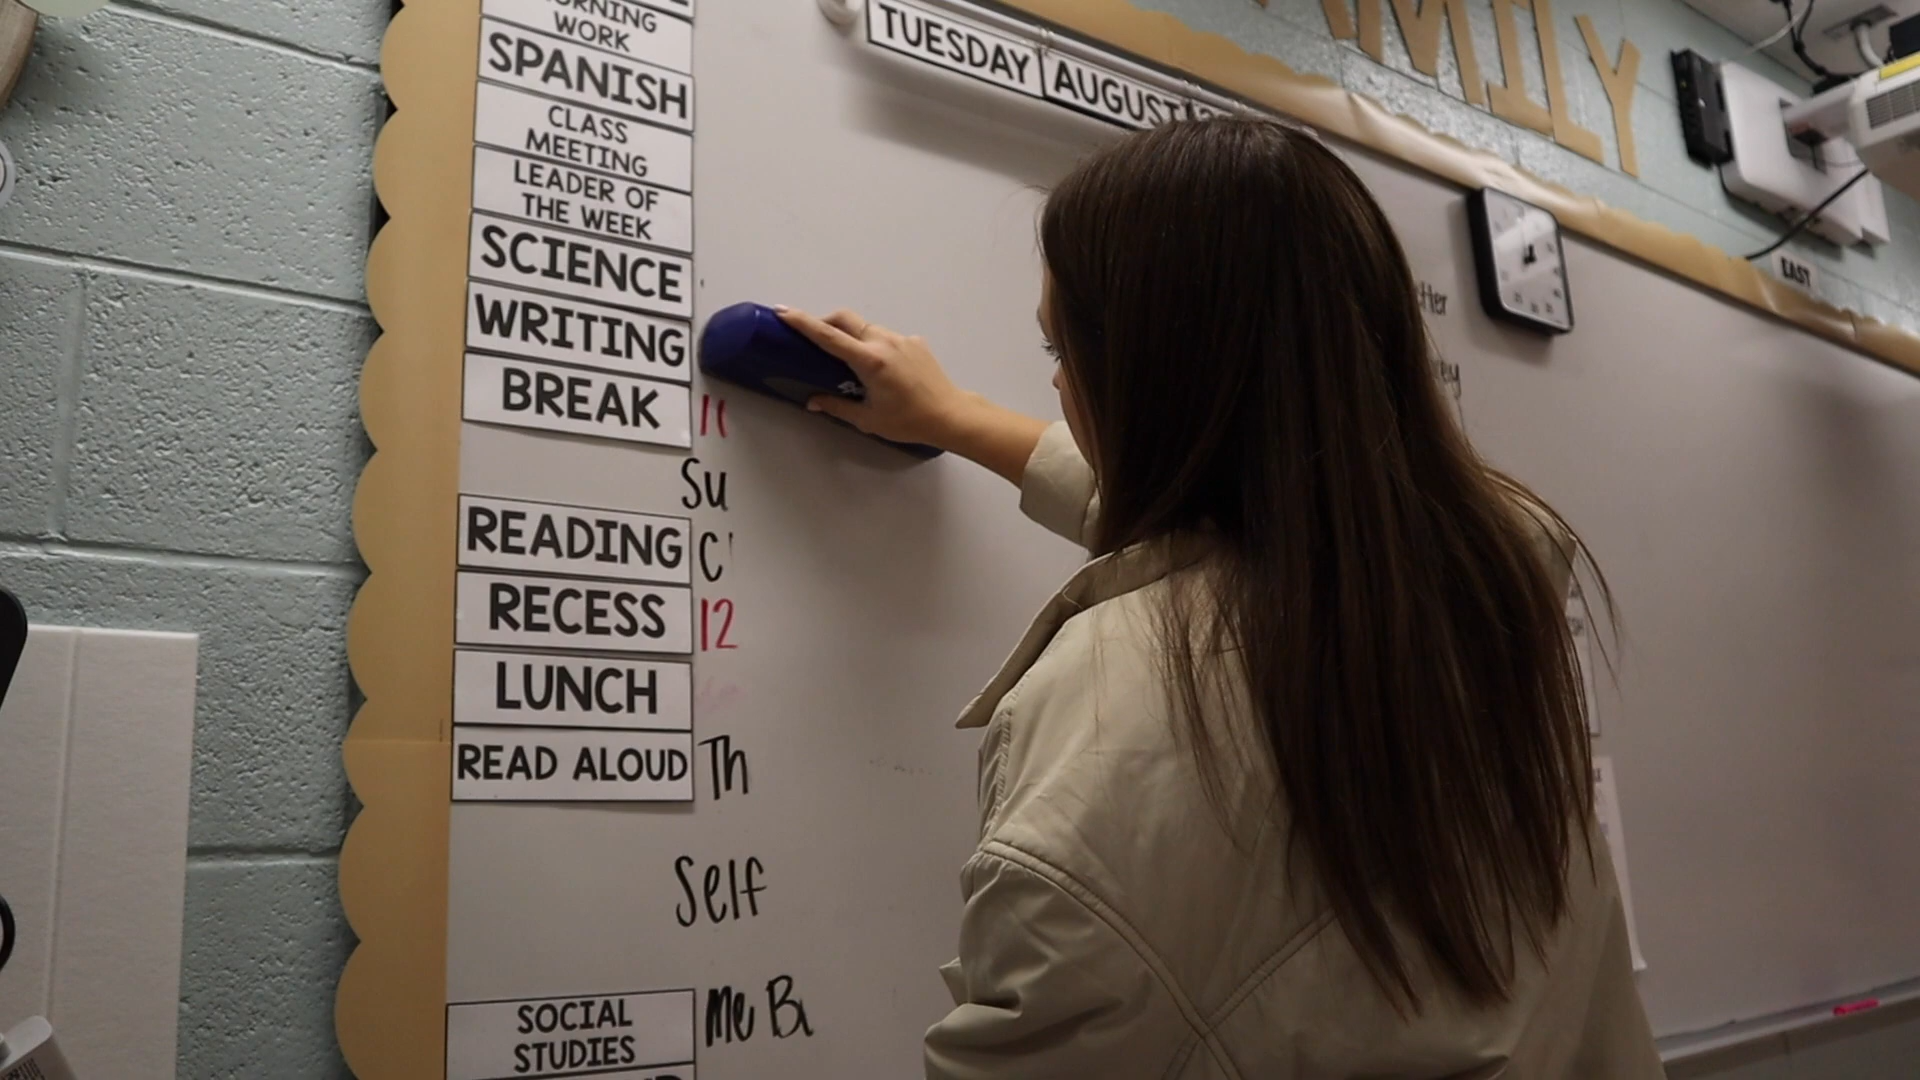 WORK
SPANISH
CLASS
MEETING
LEADER OF
THE WEEK
SCIENCE
WRITING
BREAK
Su
READING C
RECESS 12
LUNCH
READ ALOUD Th
Self
SOCIAL
STUDIES
Me
TUESDAY AUGUST
EAST